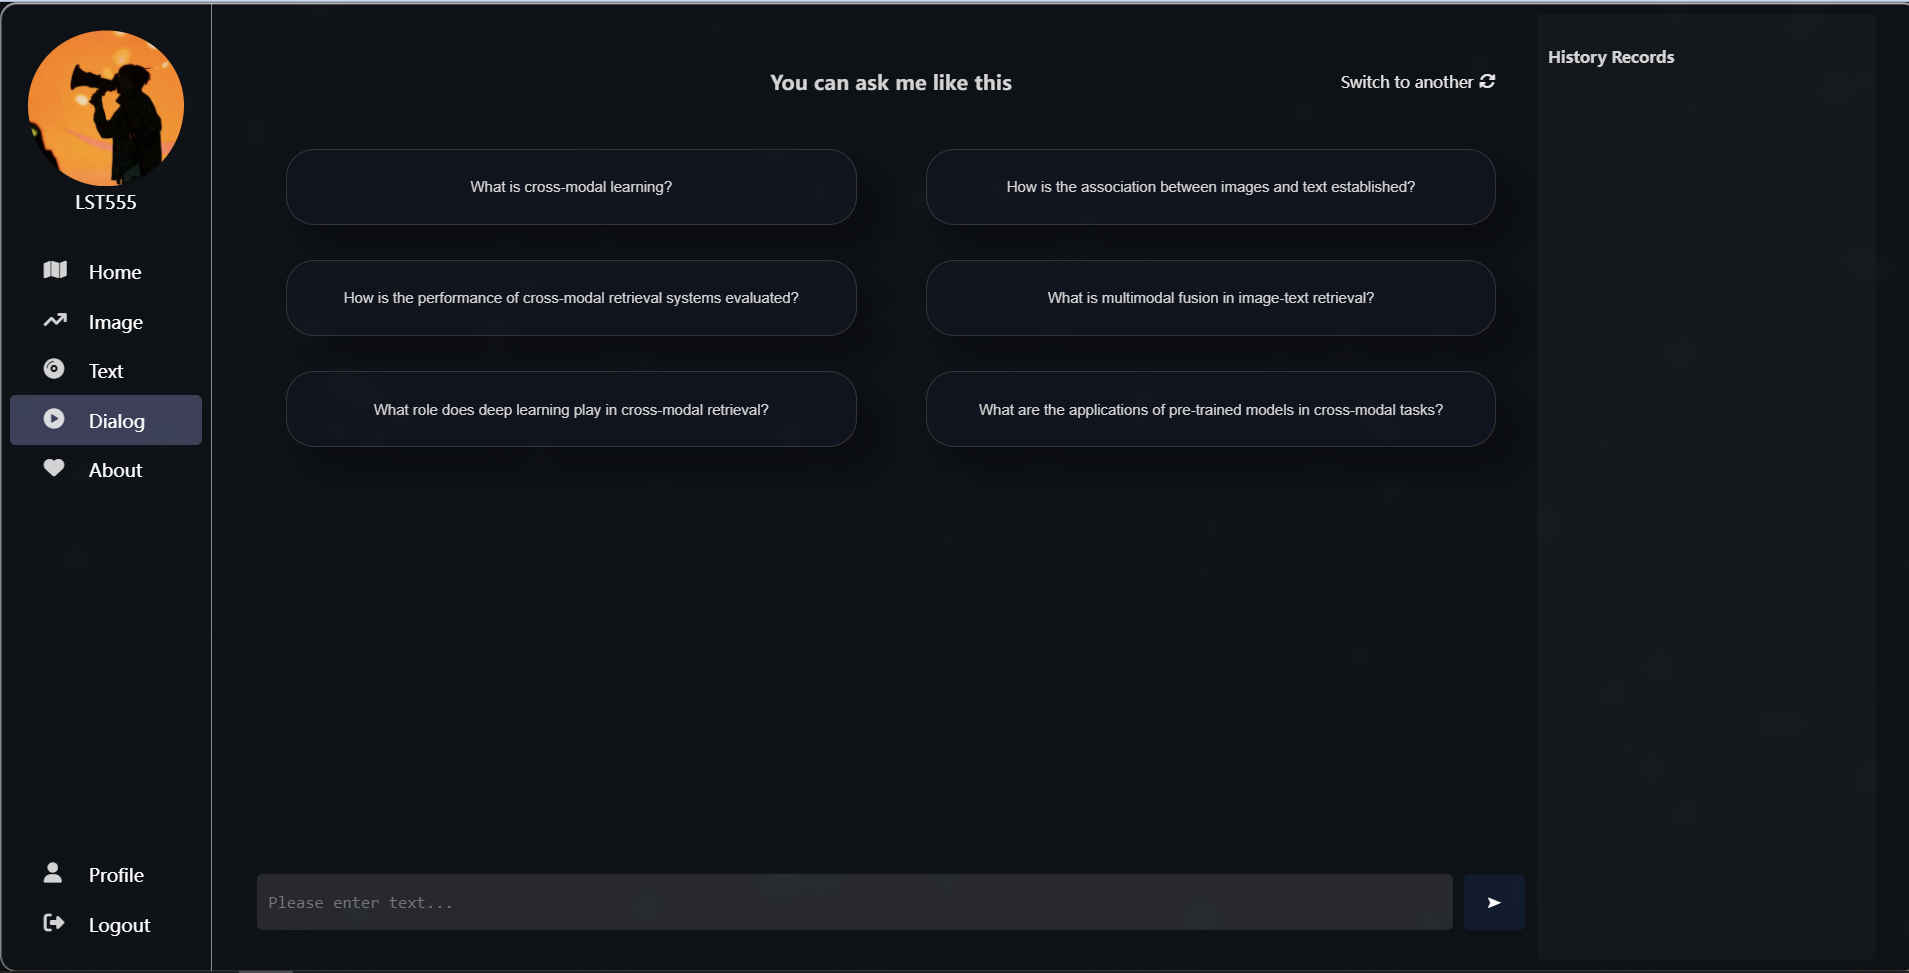 LST555
Home
Image
Text
Dialog
About
Profile
Logout
You can ask me like this
Switch to another
What is cross-modal learning?
How is the association between images and text established?
How is the performance of cross-modal retrieval systems evaluated?
What is multimodal fusion in image-text retrieval?
What role does deep learning play in cross-modal retrieval?
What are the applications of pre-trained models in cross-modal tasks?
Please enter text...
History Records